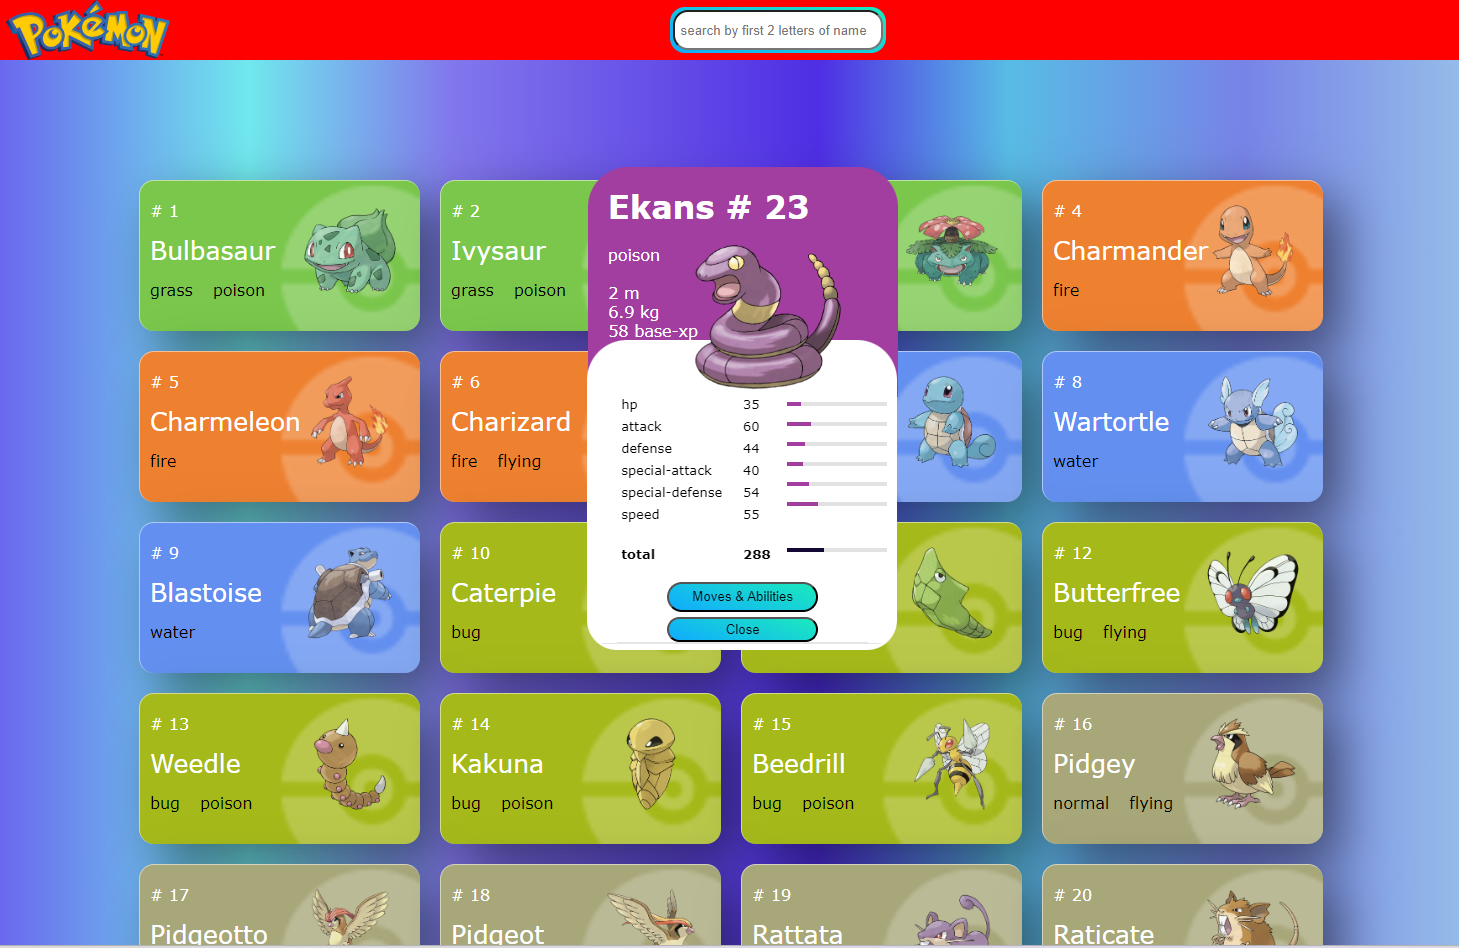 POKéMON
search by first 2 letters of name
# 1
Bulbasaur
grass poison
# 2
Ivysaur
grass poison
# 4
Charmander
fire
Ekans # 23
poison
2 m
6.9 kg
58 base-xp
hp 35
attack 60
defense 44
special-attack 40
special-defense 54
speed 55
total 288
Moves & Abilities
Close
# 5
Charmeleon
fire
# 6
Charizard
fire flying
# 8
Wartortle
water
# 9
Blastoise
water
# 10
Caterpie
bug
# 12
Butterfree
bug flying
# 13
Weedle
bug poison
# 14
Kakuna
bug poison
# 15
Beedrill
bug poison
# 16
Pidgey
normal flying
# 17
Pidgeotto
# 18
Pidgeot
# 19
Rattata
# 20
Raticate